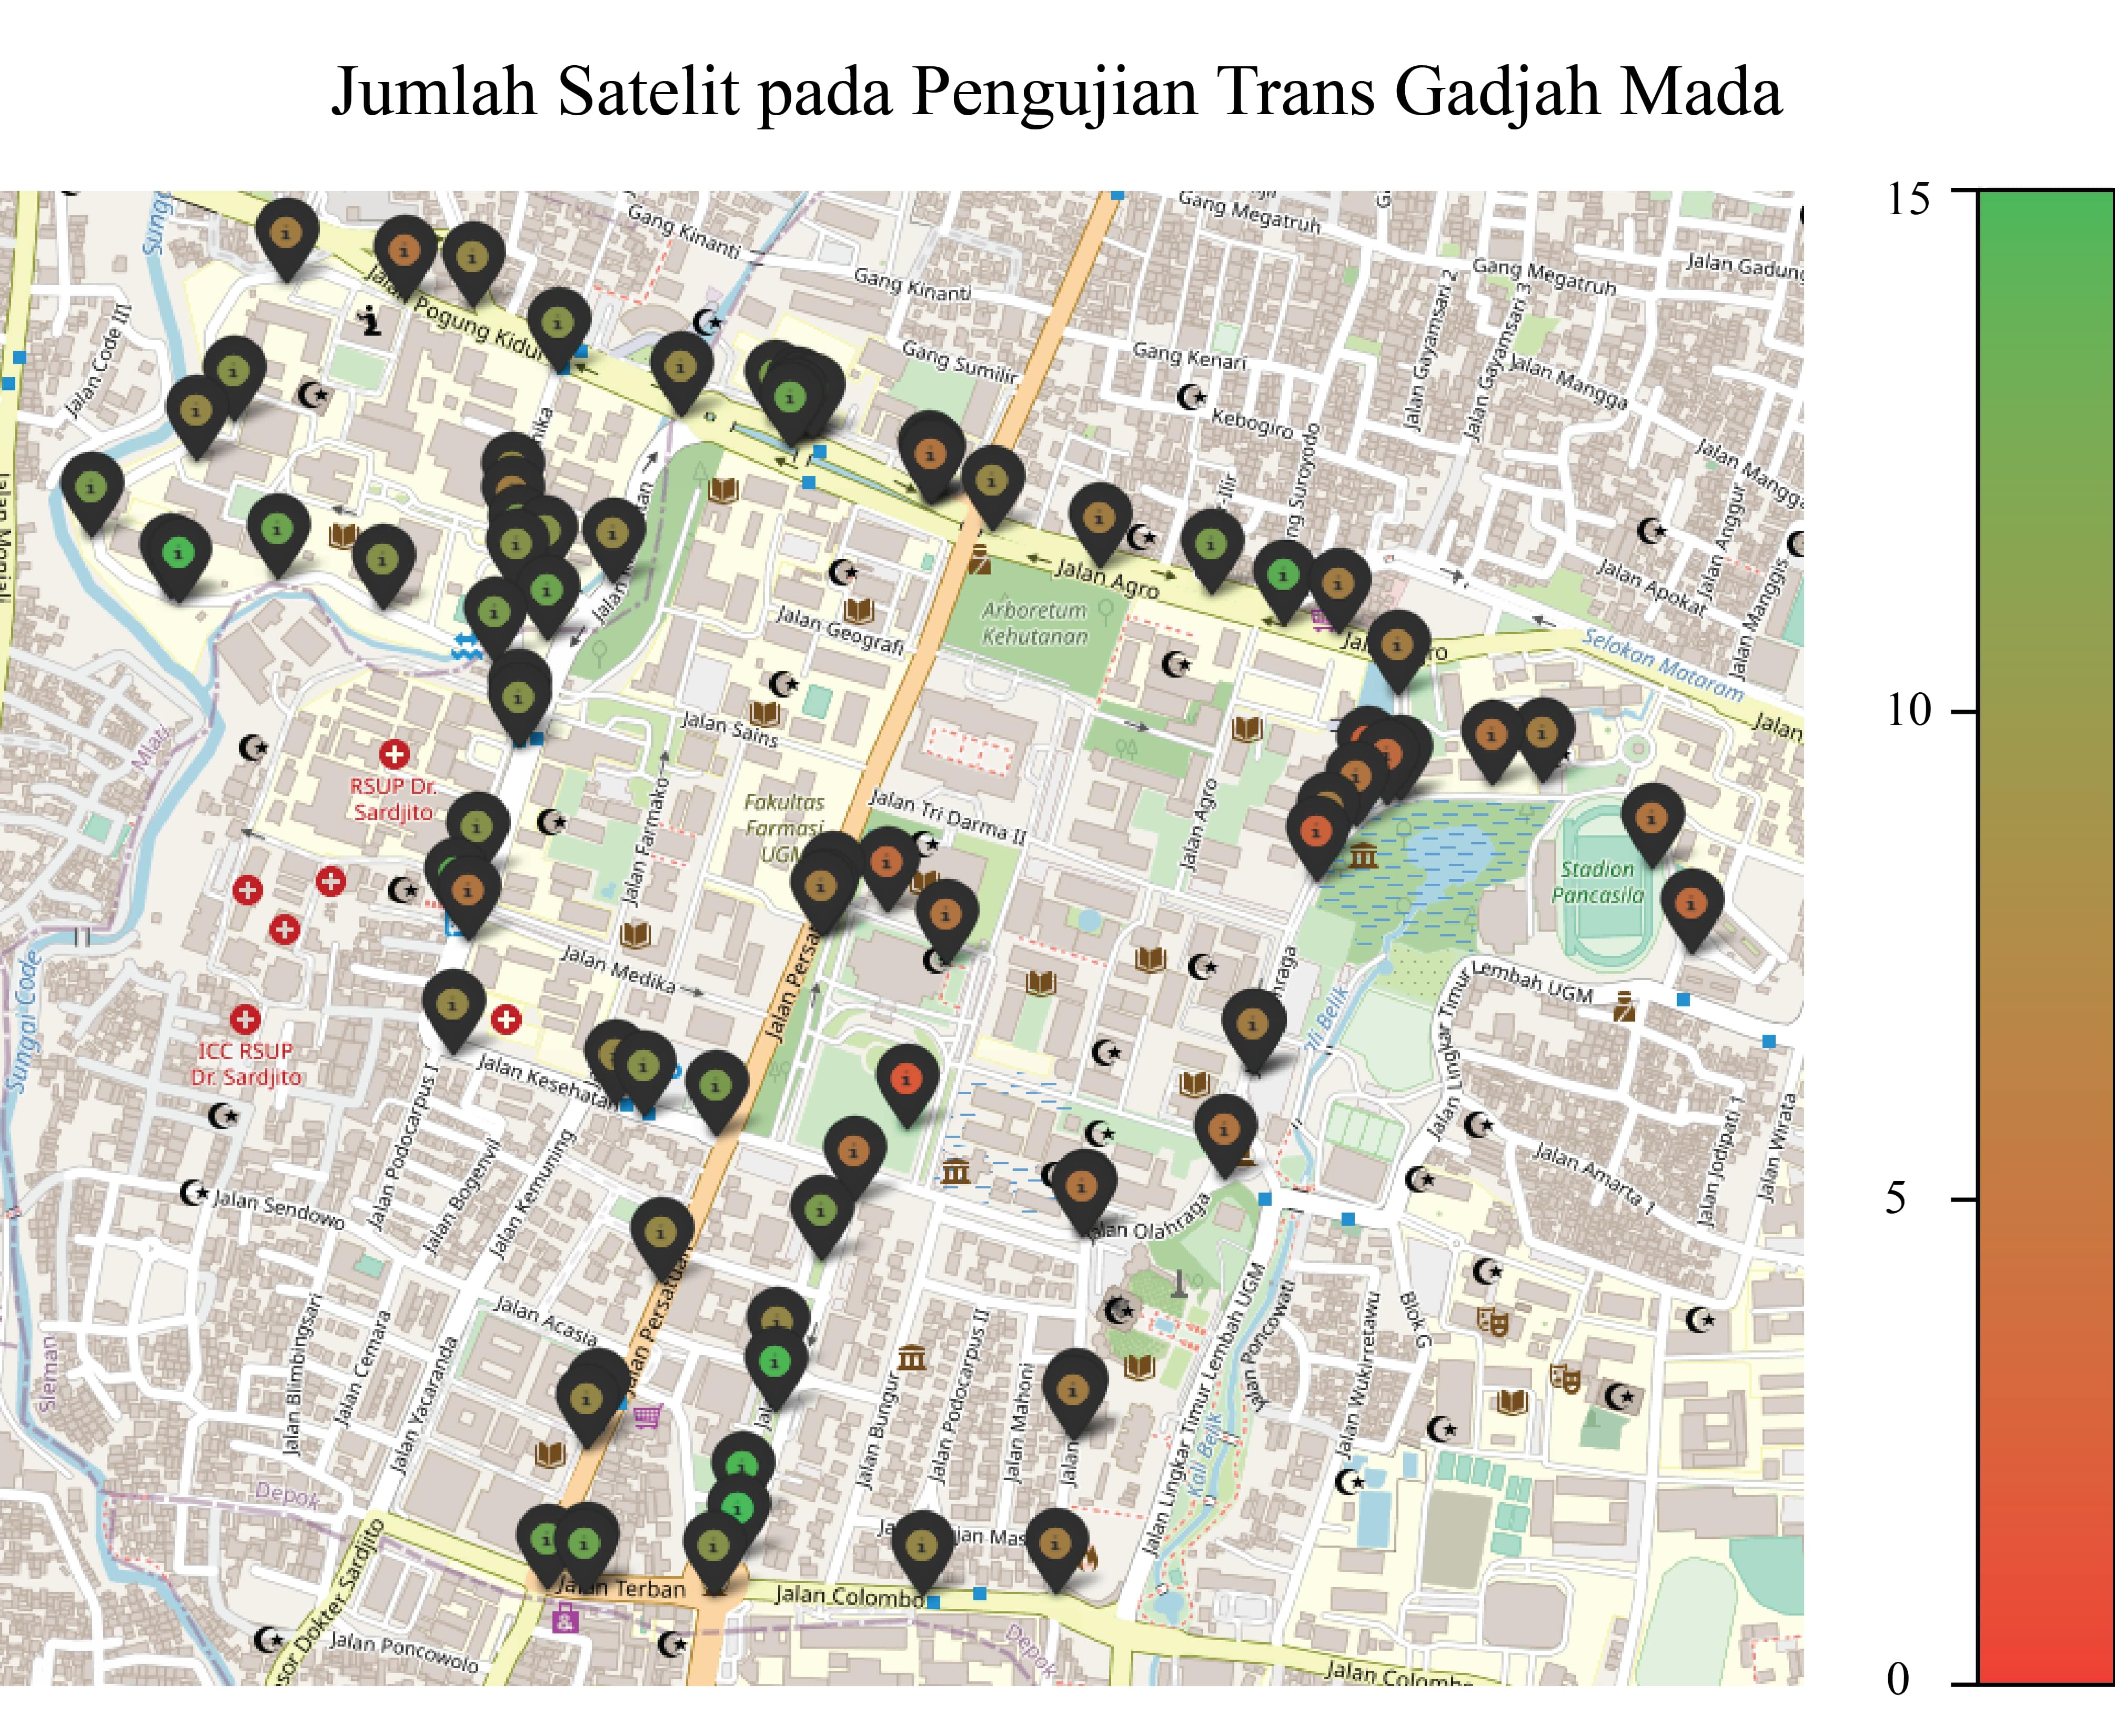 Jumlah Satelit pada Pengujian Trans Gadjah Mada
15
10
5
0
Gang Megatruh
Gang Kinanti
Gang Kinanti
Gang Megatruh
Jalan Gadung
Jalan Code III
Jalan Pogung Kidul
Gang Sumilir
Gang Kenari
Kebogiro
Jalan Gayamsari 2
Jalan Gayamsari 3
Jalan Mangga
Jalan Mangga
Jalan Anggur
Jalan Manggis
Jalan Apokat
Jalan Agro
Arboretum
Kehutanan
Jalan Geografi
Selokan Mataram
Jalan
Mlati
Jalan Sains
RSUP Dr.
Sardjito
Fakultas
Farmasi
UGM
Jalan Tri Darma II
Jalan Farmako
Jalan Agro
Stadion
Pancasila
Jalan Medika
Lembah UGM
Sungai Code
ICC RSUP
Dr. Sardjito
Jalan Kesehatan
Jalan Podocarpus I
Jalan Bogenvil
Jalan Kemuning
Jalan Sendowo
Jalan Amarta 1
Jalan Jodipati 1
Jalan Wirata
Jalan Olahraga
Jalan Acasia
Jalan Persatuan
Jalan Blimbingsari
Jalan Cemara
Jalan Yacaranda
Sleman
Jalan Bungur
Jalan Podocarpus II
Jalan Mahoni
Jalan
Jalan Lingkar Timur Lembah UGM
Kali Belik
Jalan Poncowati
Jalan Wukirretawu
Blok G
Depok
Jalan Terban
Jalan Colombo
Jalan Poncowolo
Depok
Jalan Colombo